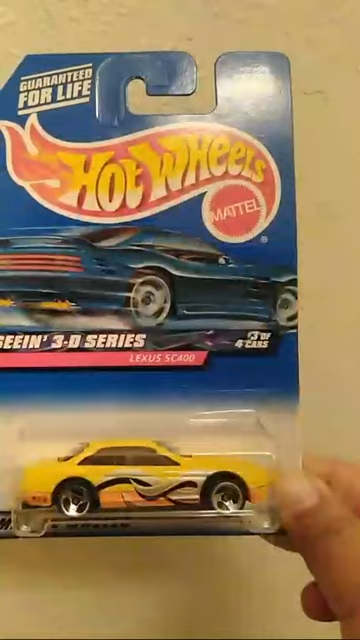 GUARANTEED
FOR LIFE
HOT WHEELS
MATTEL
®
SEEIN' 3-D SERIES
#3 OF
4 CARS
LEXUS SC400